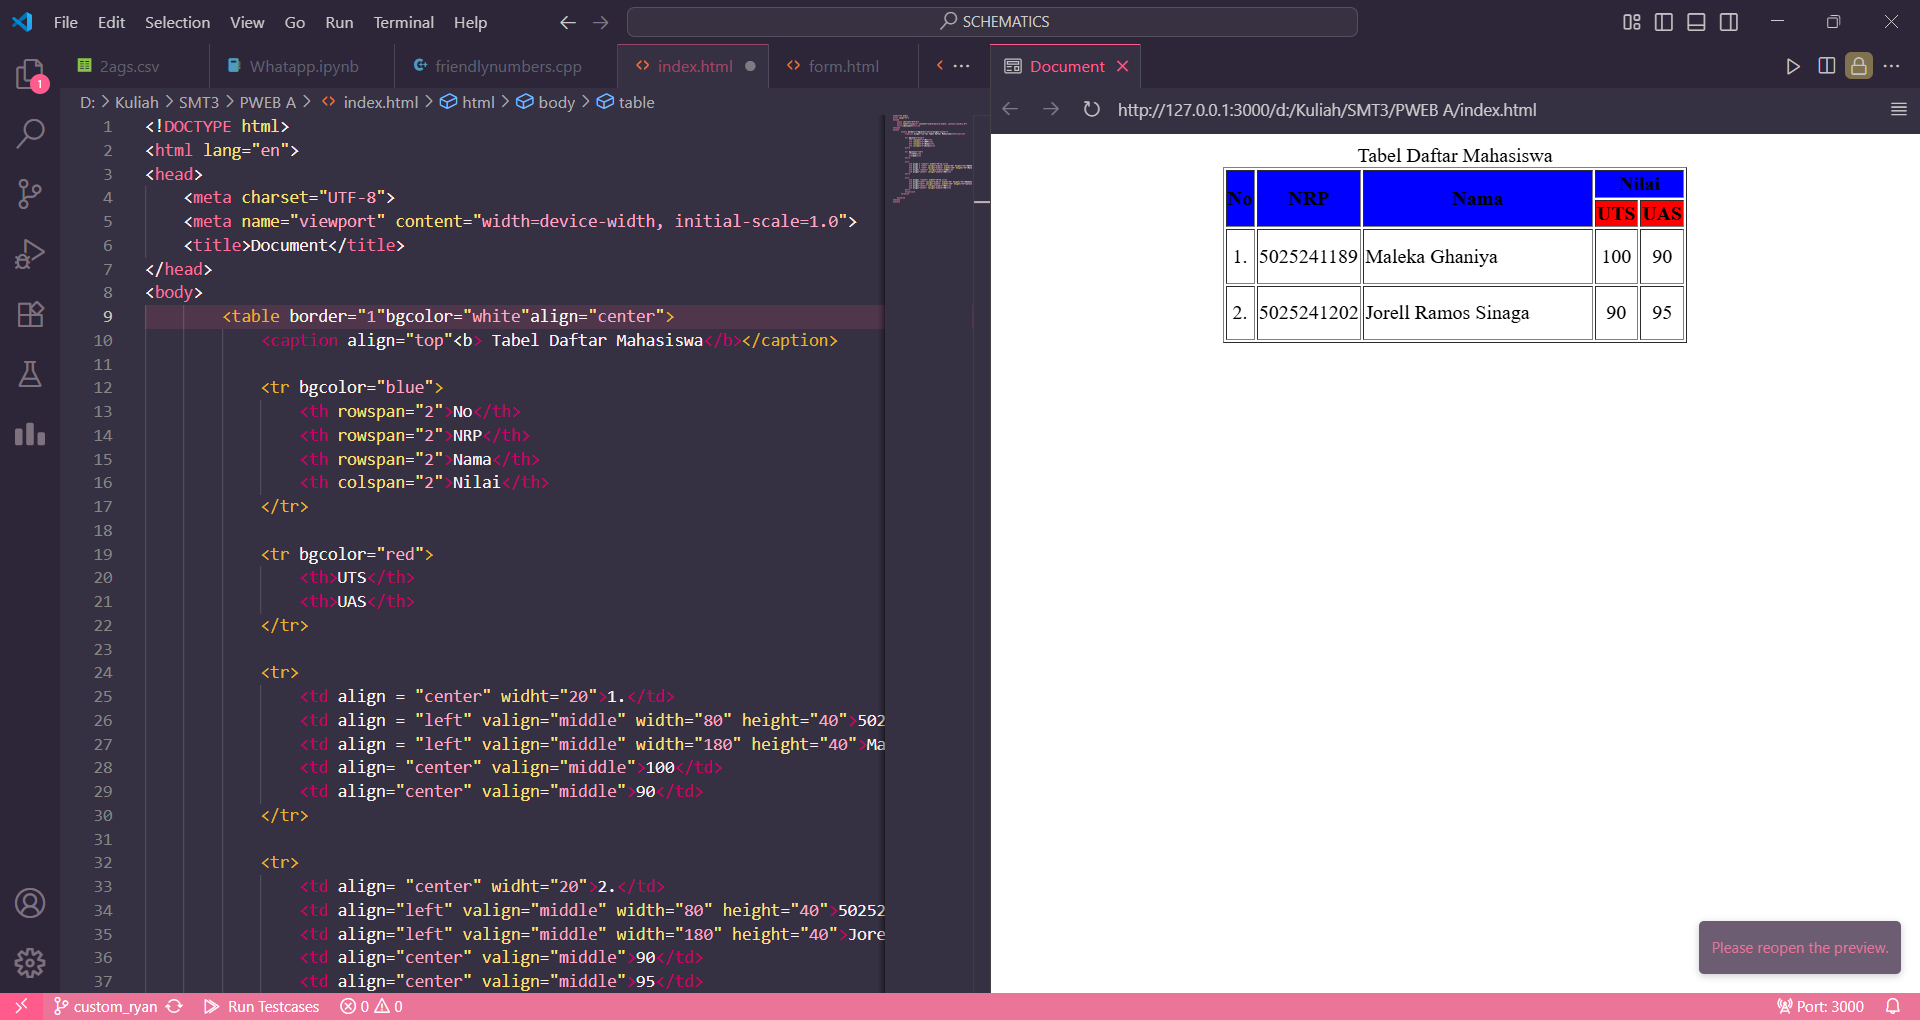 File Edit Selection View Go Run Terminal Help
SCHEMATICS
1
2ags.csv
Whatapp.ipynb
friendlynumbers.cpp
index.html
form.html
Document
D: > Kuliah > SMT3 > PWEB A > index.html > html > body > table
http://127.0.0.1:3000/d:/Kuliah/SMT3/PWEB A/index.html
1 <!DOCTYPE html>
2 <html lang="en">
3 <head>
4 <meta charset="UTF-8">
5 <meta name="viewport" content="width=device-width, initial-scale=1.0">
6 <title>Document</title>
7 </head>
8 <body>
9 <table border="1"bgcolor="white"align="center">
10 <caption align="top"<b> Tabel Daftar Mahasiswa</b></caption>
11
12 <tr bgcolor="blue">
13 <th rowspan="2">No</th>
14 <th rowspan="2">NRP</th>
15 <th rowspan="2">Nama</th>
16 <th colspan="2">Nilai</th>
17 </tr>
18
19 <tr bgcolor="red">
20 <th>UTS</th>
21 <th>UAS</th>
22 </tr>
23
24 <tr>
25 <td align = "center" widht="20">1.</td>
26 <td align = "left" valign="middle" width="80" height="40">502
27 <td align = "left" valign="middle" width="180" height="40">Ma
28 <td align= "center" valign="middle">100</td>
29 <td align="center" valign="middle">90</td>
30 </tr>
31
32 <tr>
33 <td align= "center" widht="20">2.</td>
34 <td align="left" valign="middle" width="80" height="40">50252
35 <td align="left" valign="middle" width="180" height="40">Jore
36 <td align="center" valign="middle">90</td>
37 <td align="center" valign="middle">95</td>
Tabel Daftar Mahasiswa
No NRP Nama Nilai
UTS UAS
1. 5025241189 Maleka Ghaniya 100 90
2. 5025241202 Jorell Ramos Sinaga 90 95
Please reopen the preview.
custom_ryan Run Testcases 0 0 Port: 3000